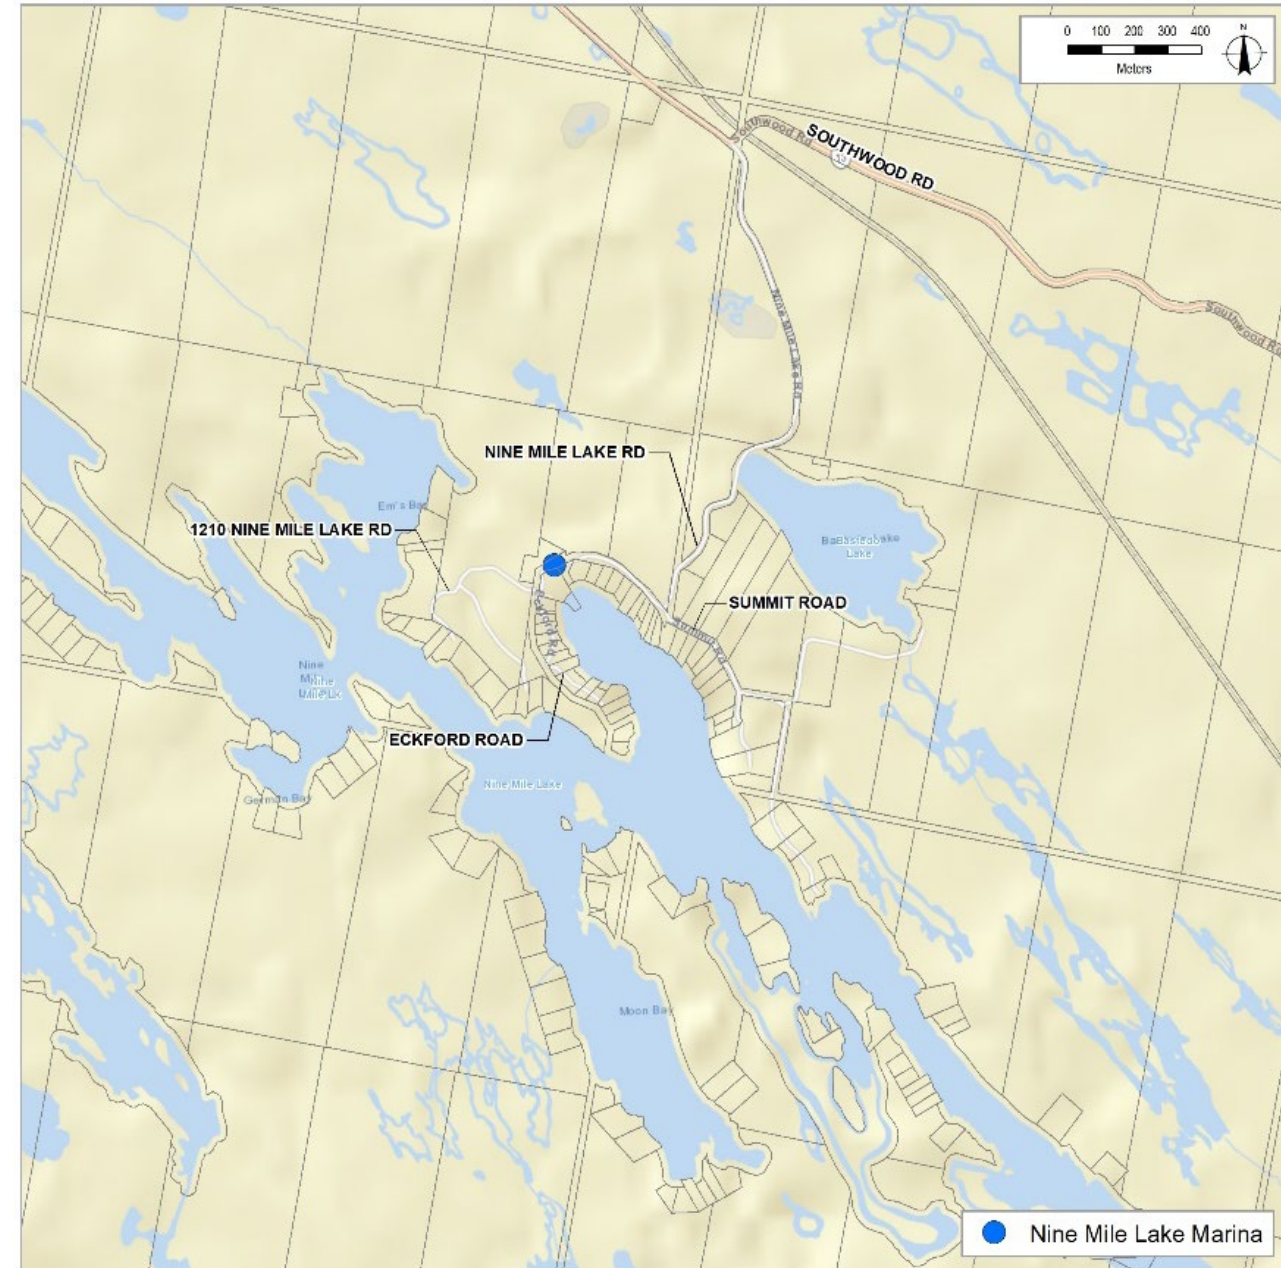 0 100 200 300 400
N
Meters
Southwood Rd
SOUTHWOOD RD
Southwood Rd
Nine Mile Lake Rd
NINE MILE LAKE RD
Em's Bay
1210 NINE MILE LAKE RD
Lake
SUMMIT ROAD
Eckford Rd
Summit Rd
Nine
Nine
Mile Lk
ECKFORD ROAD
Nine Mile Lake
German Bay
Moon Bay
Nine Mile Lake Marina